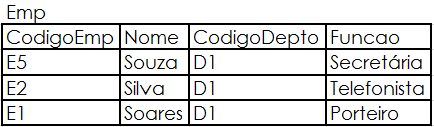 Emp
CodigoEmp Nome CodigoDepto Funcao
E5 Souza D1 Secretária
E2 Silva D1 Telefonista
E1 Soares D1 Porteiro